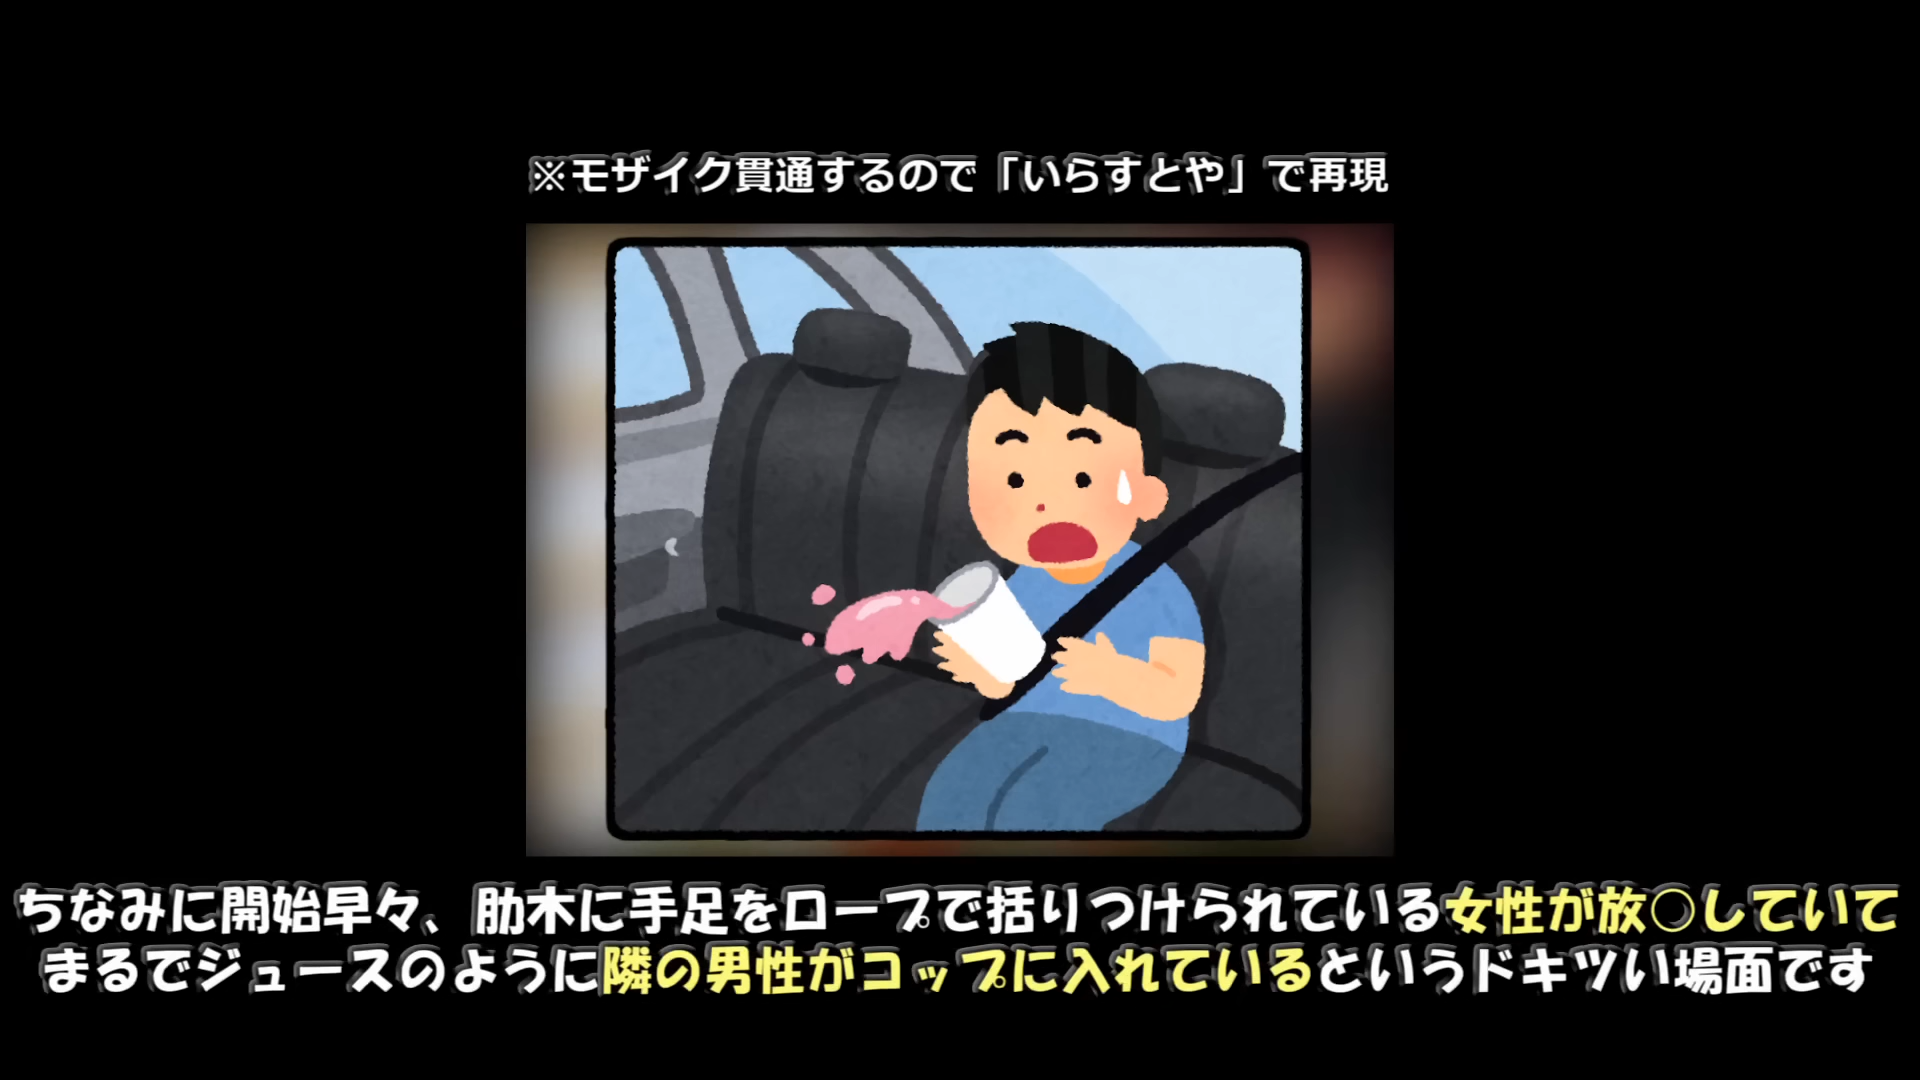 ※モザイク貫通するので「いらすとや」で再現
ちなみに開始早々、肋木に手足をロープで括りつけられている女性が放○していて
まるでジュースのように隣の男性がコップに入れているというドキツい場面です